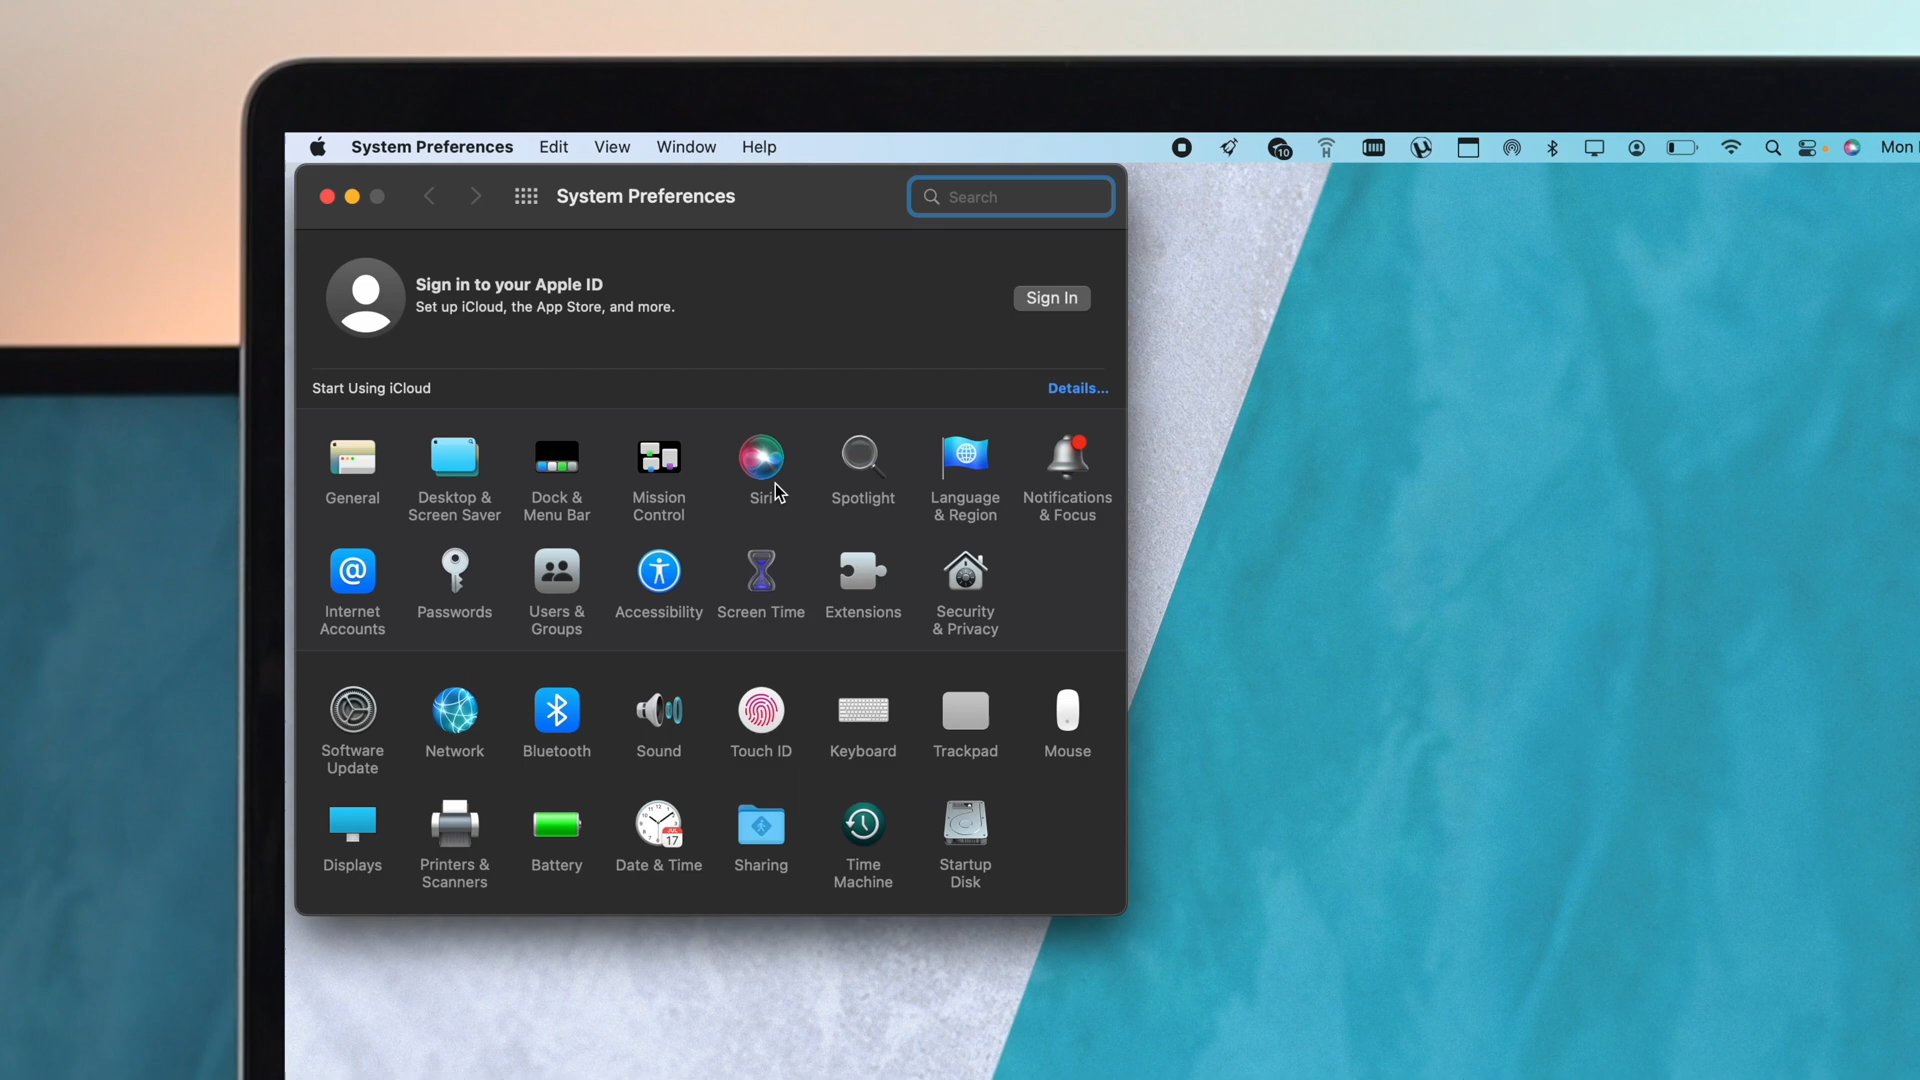 System Preferences Edit View Window Help 10 Mon
System Preferences
Search
Sign in to your Apple ID
Set up iCloud, the App Store, and more.
Sign In
Start Using iCloud
Details...
General
Desktop &
Screen Saver
Dock &
Menu Bar
Mission
Control
Siri
Spotlight
Language
& Region
Notifications
& Focus
Internet
Accounts
Passwords
Users &
Groups
Accessibility
Screen Time
Extensions
Security
& Privacy
Software
Update
Network
Bluetooth
Sound
Touch ID
Keyboard
Trackpad
Mouse
Displays
Printers &
Scanners
Battery
JUL
17
Date & Time
Sharing
Time
Machine
Startup
Disk